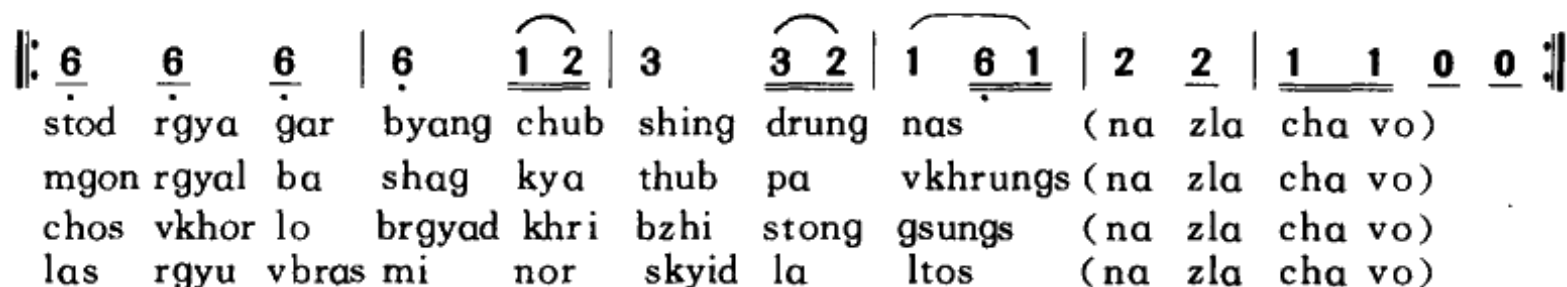 ‖: 6 6 6 | 6 1 2 | 3 3 2 | 1 6 1 | 2 2 | 1 1 0 0 :‖
stod rgya gar byang chub shing drung nas (na zla cha vo)
mgon rgyal ba shag kya thub pa vkhrungs (na zla cha vo)
chos vkhor lo brgyad khri bzhi stong gsungs (na zla cha vo)
las rgyu vbras mi nor skyid la ltos (na zla cha vo)